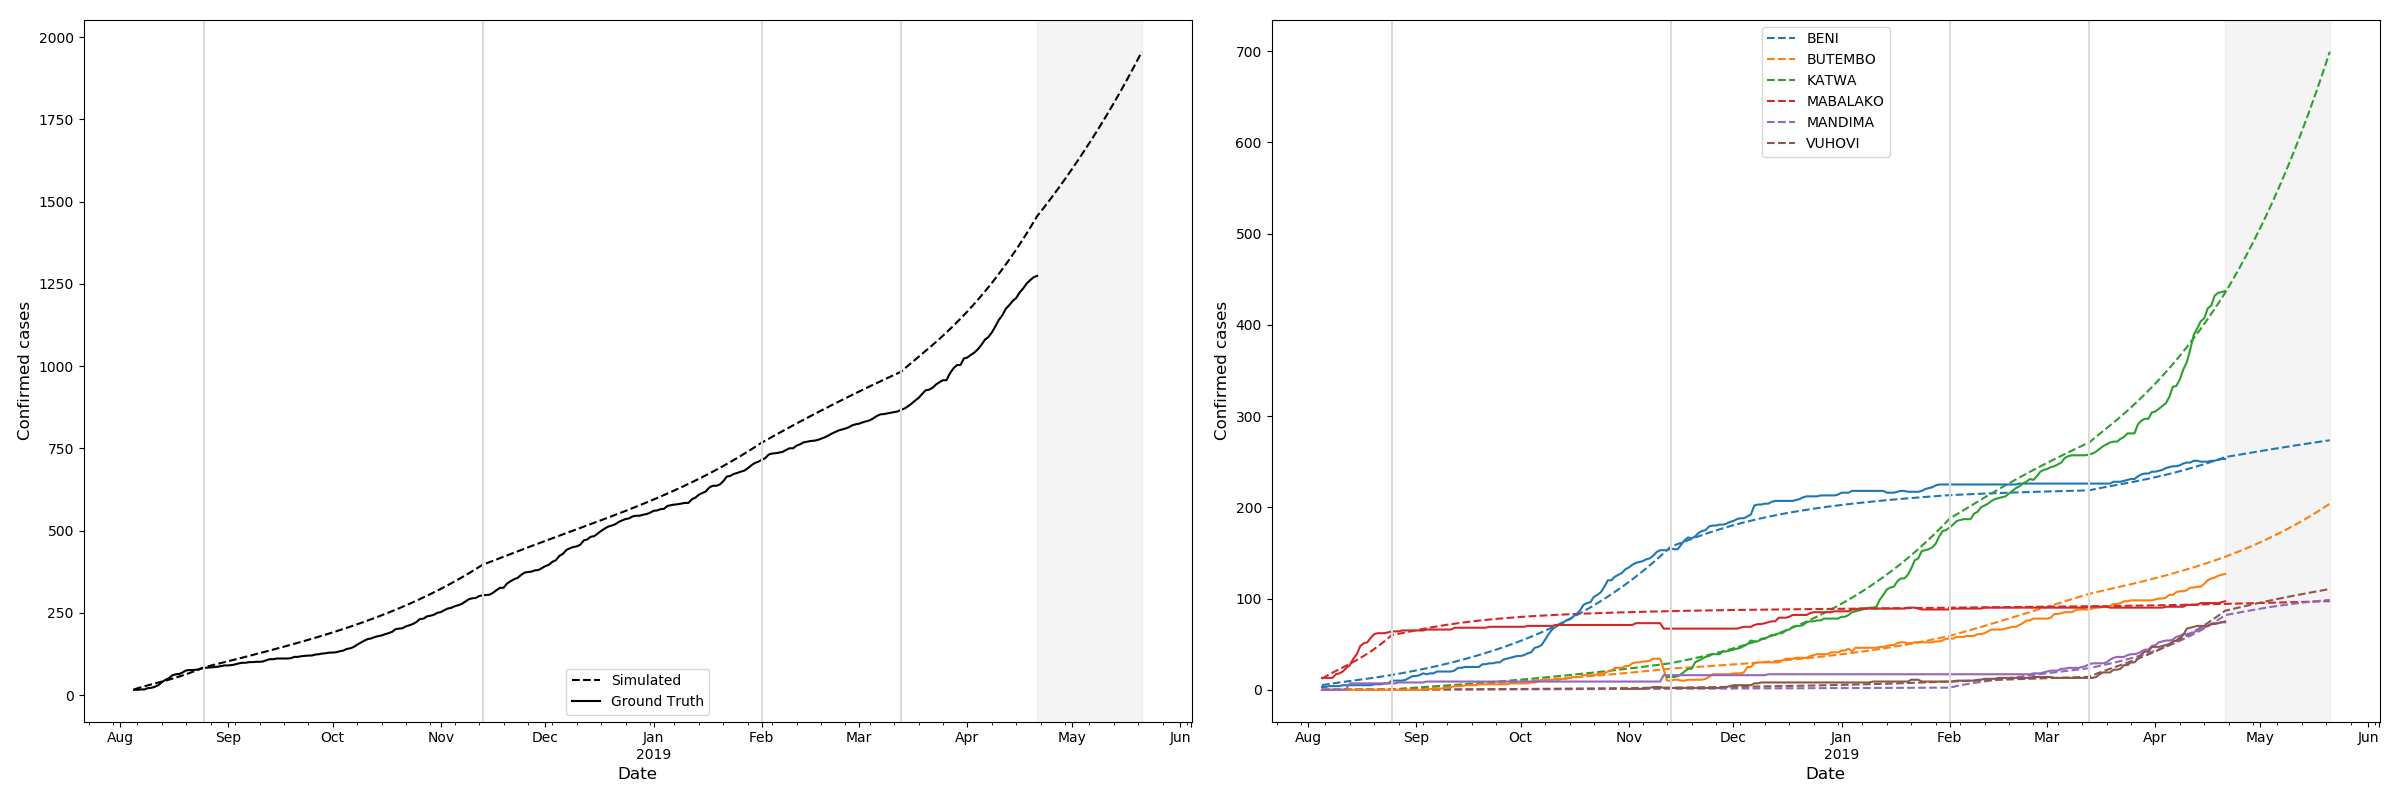 2000
1750
1500
1250
1000
750
500
250
0
Confirmed cases
Simulated
Ground Truth
Aug Sep Oct Nov Dec Jan Feb Mar Apr May Jun
2019
Date
700
600
500
400
300
200
100
0
Confirmed cases
BENI
BUTEMBO
KATWA
MABALAKO
MANDIMA
VUHOVI
Aug Sep Oct Nov Dec Jan Feb Mar Apr May Jun
2019
Date